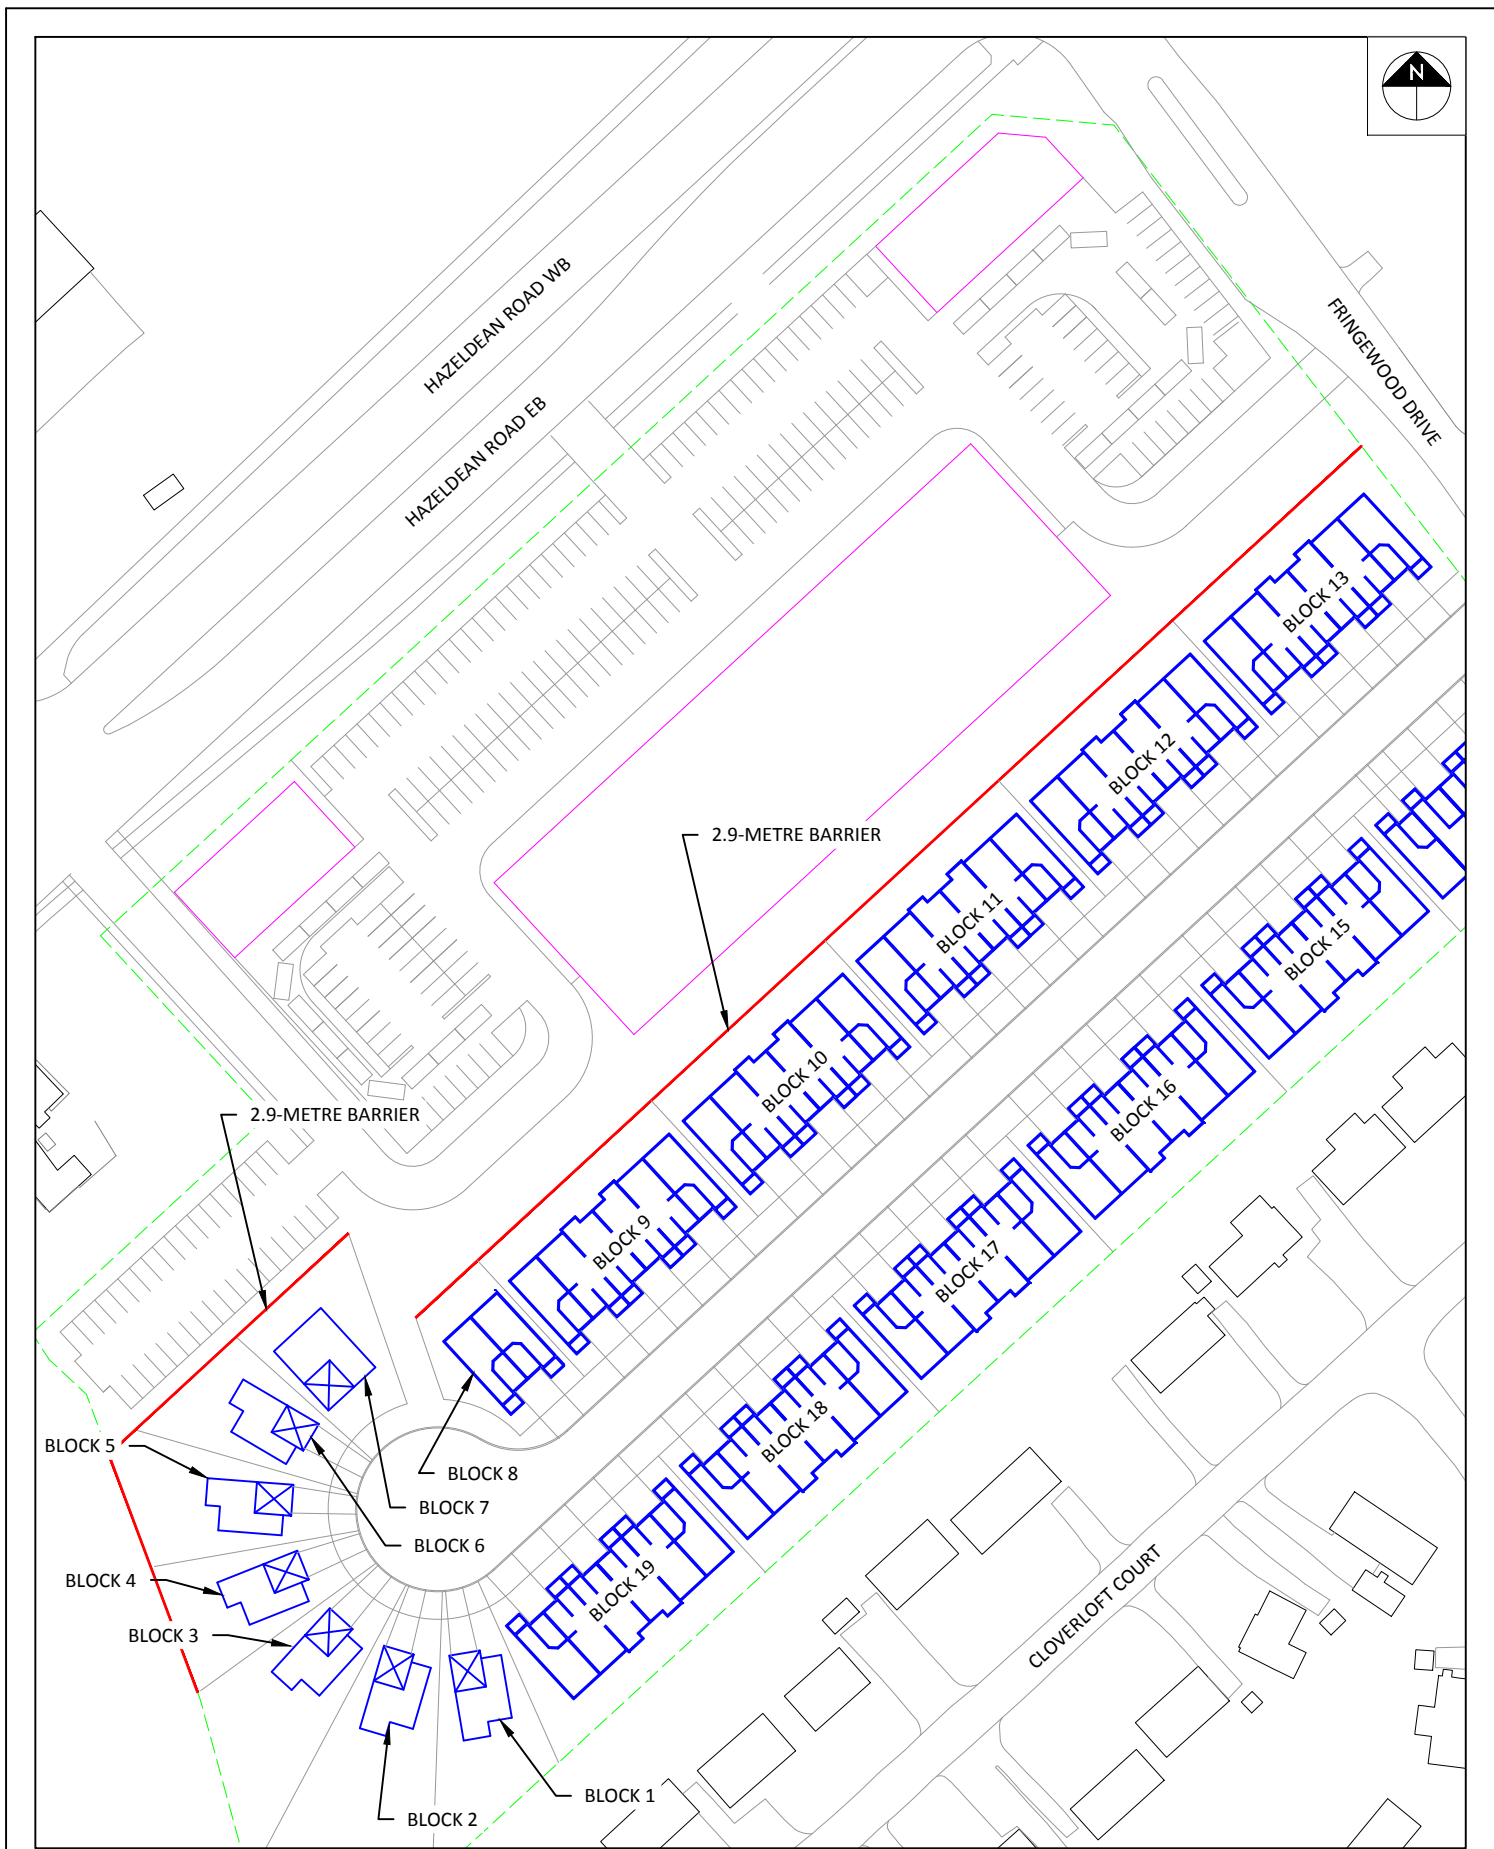 N
HAZELDEAN ROAD WB
FRINGEWOOD DRIVE
HAZELDEAN ROAD EB
BLOCK 13
BLOCK 12
2.9-METRE BARRIER
BLOCK 11
BLOCK 15
BLOCK 10
2.9-METRE BARRIER
BLOCK 16
BLOCK 9
BLOCK 17
BLOCK 18
BLOCK 5
BLOCK 8
BLOCK 7
BLOCK 6
BLOCK 4
BLOCK 19
CLOVERLOFT COURT
BLOCK 3
BLOCK 1
BLOCK 2